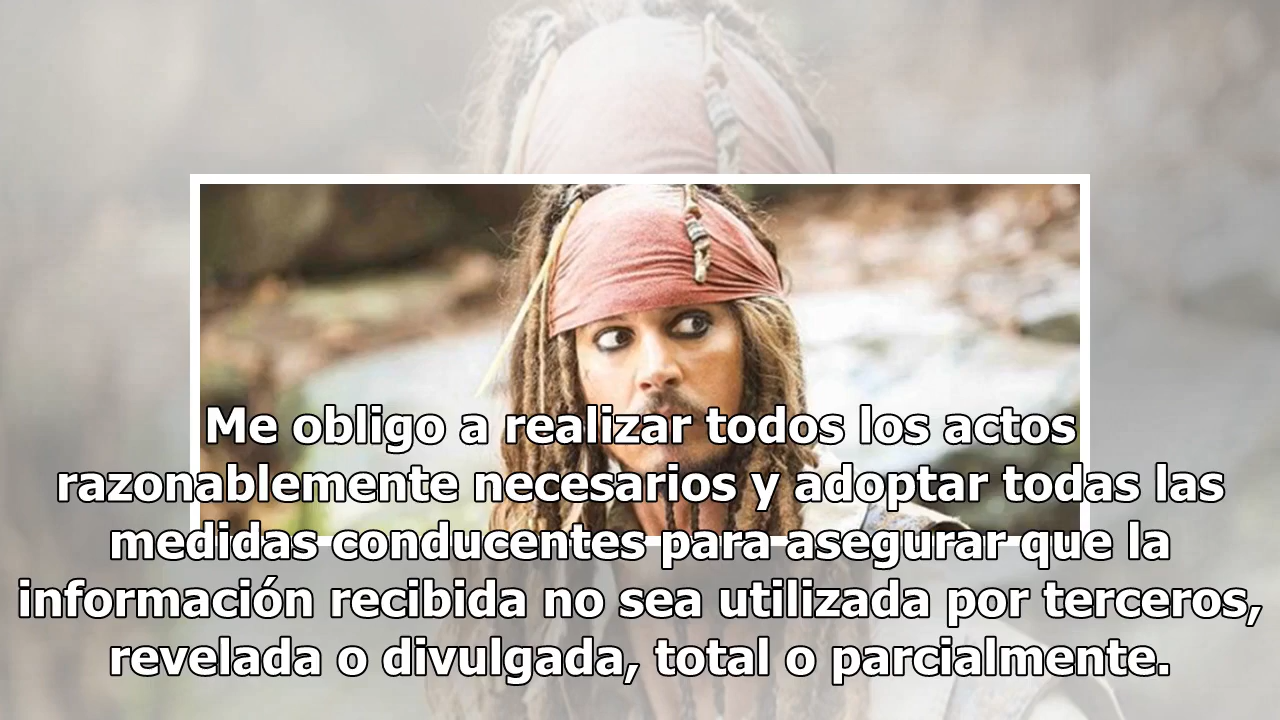 Me obligo a realizar todos los actos
razonablemente necesarios y adoptar todas las
medidas conducentes para asegurar que la
información recibida no sea utilizada por terceros,
revelada o divulgada, total o parcialmente.